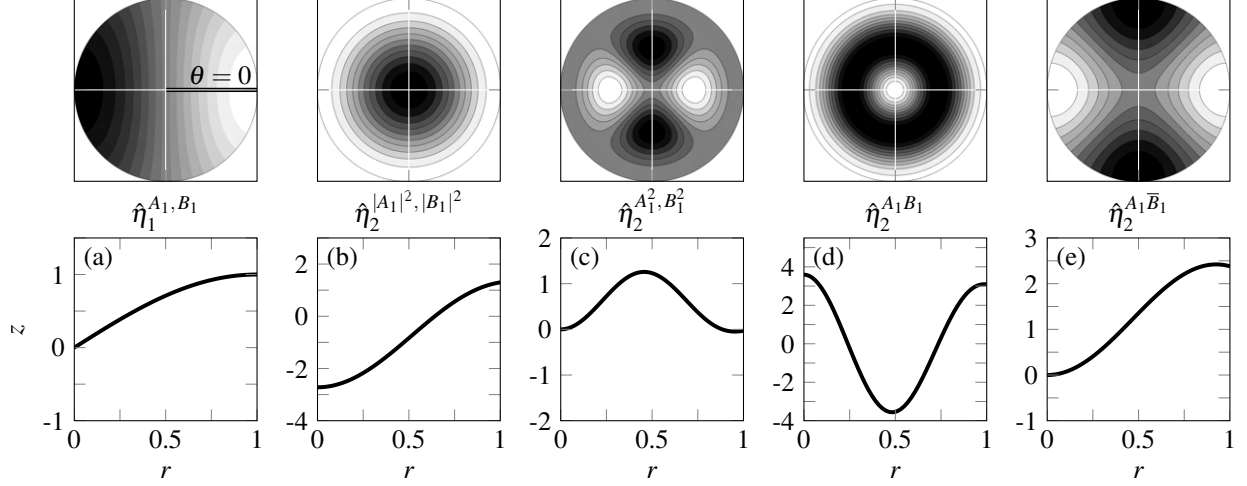 θ = 0
η̂₁^{A₁,B₁} η̂₂^{|A₁|²,|B₁|²} η̂₂^{A₁²,B₁²} η̂₂^{A₁B₁} η̂₂^{A₁B̅₁}
(a) (b) (c) (d) (e)
z
1 0 -1
2 0 -2 -4
2 1 0 -1 -2
4 2 0 -2 -4
3 2 1 0 -1
0 0.5 1 0 0.5 1 0 0.5 1 0 0.5 1 0 0.5 1
r r r r r